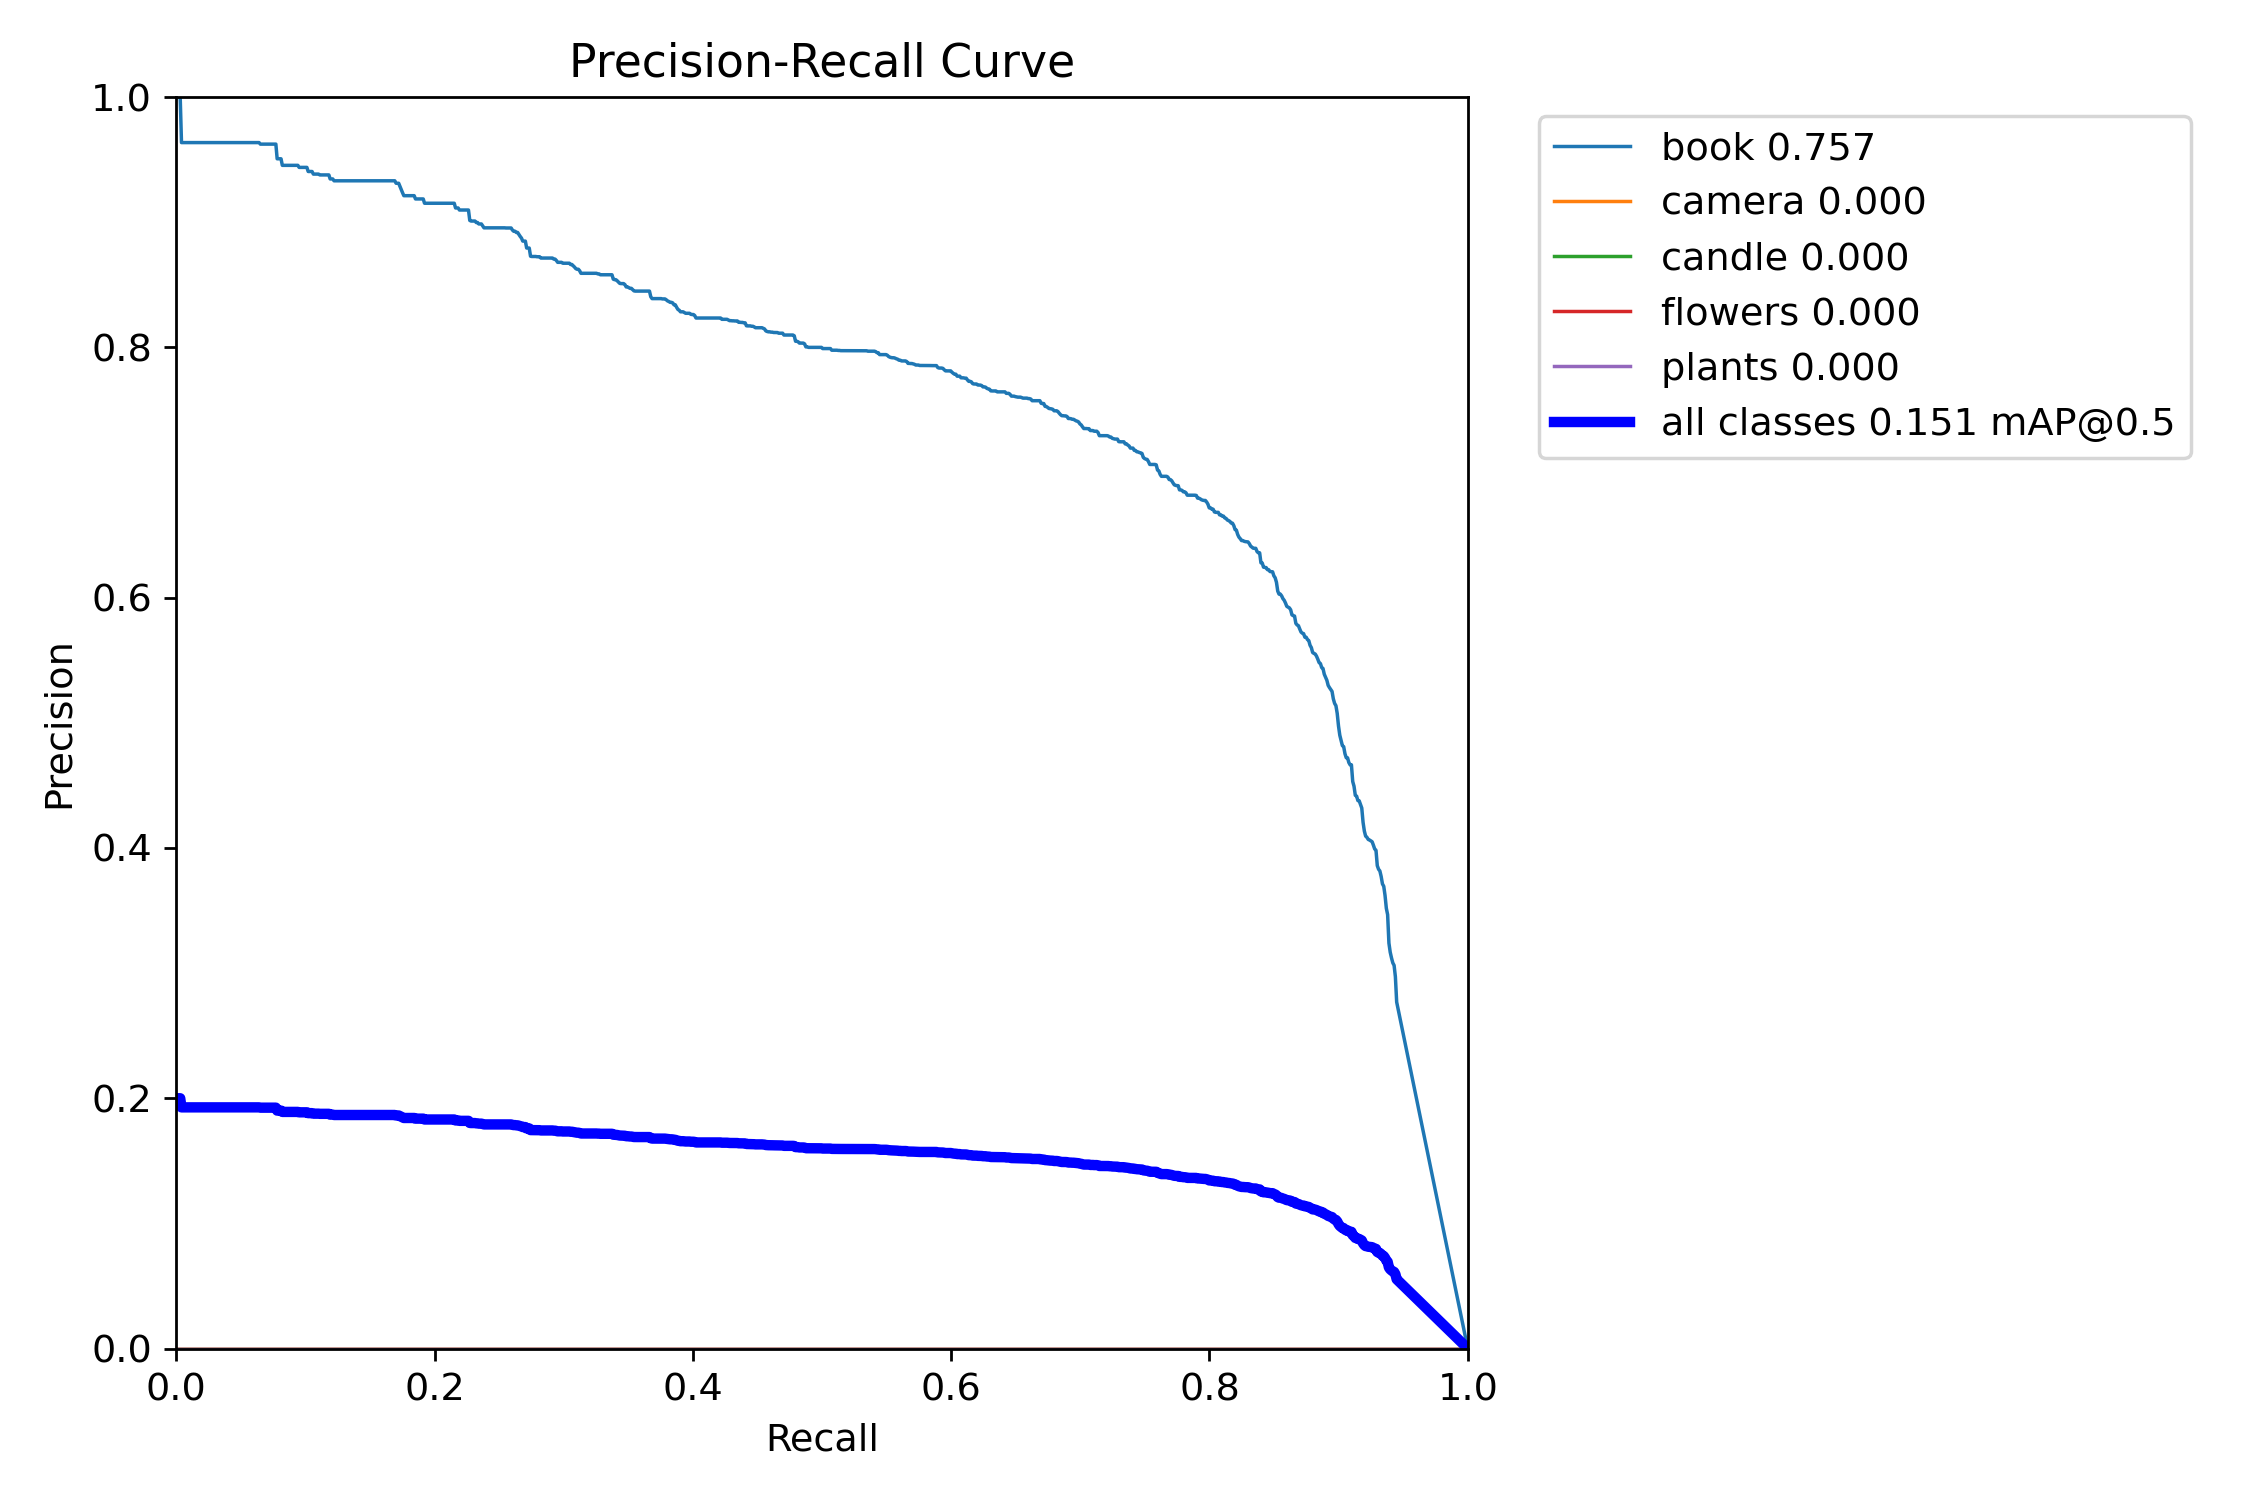 Precision-Recall Curve
1.0
0.8
0.6
0.4
0.2
0.0
Precision
0.0 0.2 0.4 0.6 0.8 1.0
Recall
book 0.757
camera 0.000
candle 0.000
flowers 0.000
plants 0.000
all classes 0.151 mAP@0.5